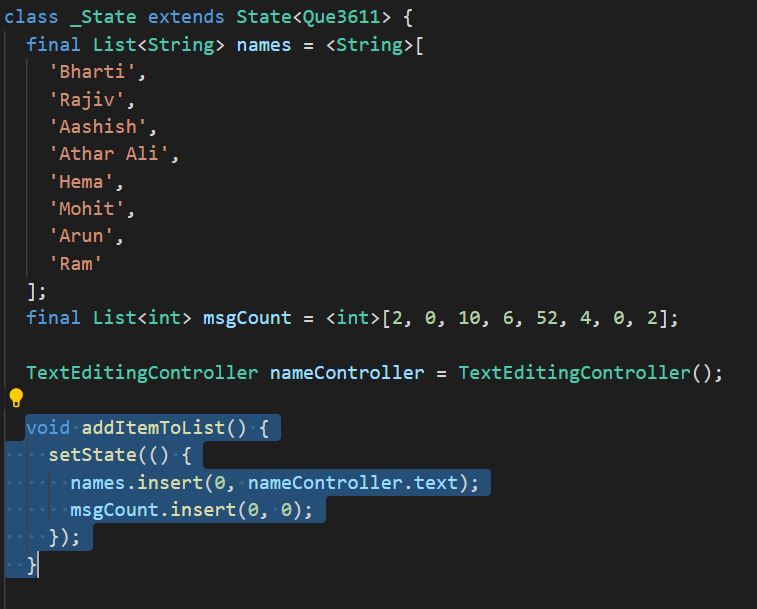 class _State extends State<Que3611> {
  final List<String> names = <String>[
    'Bharti',
    'Rajiv',
    'Aashish',
    'Athar Ali',
    'Hema',
    'Mohit',
    'Arun',
    'Ram'
  ];
  final List<int> msgCount = <int>[2, 0, 10, 6, 52, 4, 0, 2];
  TextEditingController nameController = TextEditingController();
  void addItemToList() {
    setState(() {
      names.insert(0, nameController.text);
      msgCount.insert(0, 0);
    });
  }